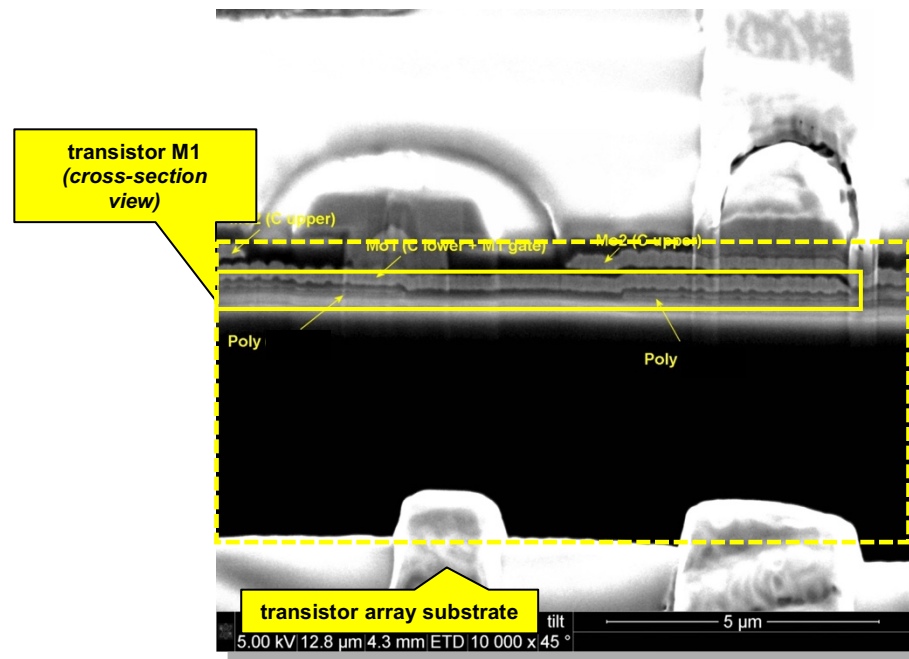 transistor M1
(cross-section
view)
(C upper)
Mo1 (C lower + M1 gate)
Mo2 (C upper)
Poly
Poly
transistor array substrate
tilt
5 µm
5.00 kV 12.8 µm 4.3 mm ETD 10 000 x 45 °